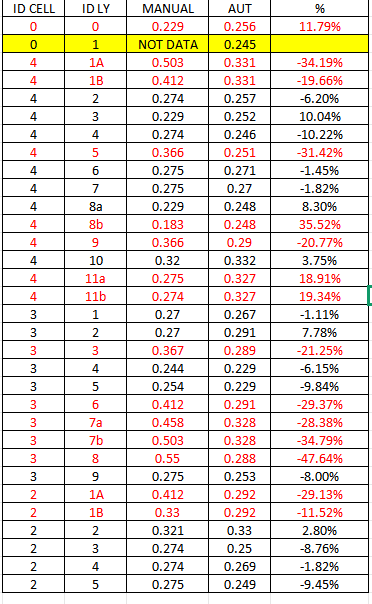 ID CELL ID LY MANUAL AUT %
0 0 0.229 0.256 11.79%
0 1 NOT DATA 0.245
4 1A 0.503 0.331 -34.19%
4 1B 0.412 0.331 -19.66%
4 2 0.274 0.257 -6.20%
4 3 0.229 0.252 10.04%
4 4 0.274 0.246 -10.22%
4 5 0.366 0.251 -31.42%
4 6 0.275 0.271 -1.45%
4 7 0.275 0.27 -1.82%
4 8a 0.229 0.248 8.30%
4 8b 0.183 0.248 35.52%
4 9 0.366 0.29 -20.77%
4 10 0.32 0.332 3.75%
4 11a 0.275 0.327 18.91%
4 11b 0.274 0.327 19.34%
3 1 0.27 0.267 -1.11%
3 2 0.27 0.291 7.78%
3 3 0.367 0.289 -21.25%
3 4 0.244 0.229 -6.15%
3 5 0.254 0.229 -9.84%
3 6 0.412 0.291 -29.37%
3 7a 0.458 0.328 -28.38%
3 7b 0.503 0.328 -34.79%
3 8 0.55 0.288 -47.64%
3 9 0.275 0.253 -8.00%
2 1A 0.412 0.292 -29.13%
2 1B 0.33 0.292 -11.52%
2 2 0.321 0.33 2.80%
2 3 0.274 0.25 -8.76%
2 4 0.274 0.269 -1.82%
2 5 0.275 0.249 -9.45%